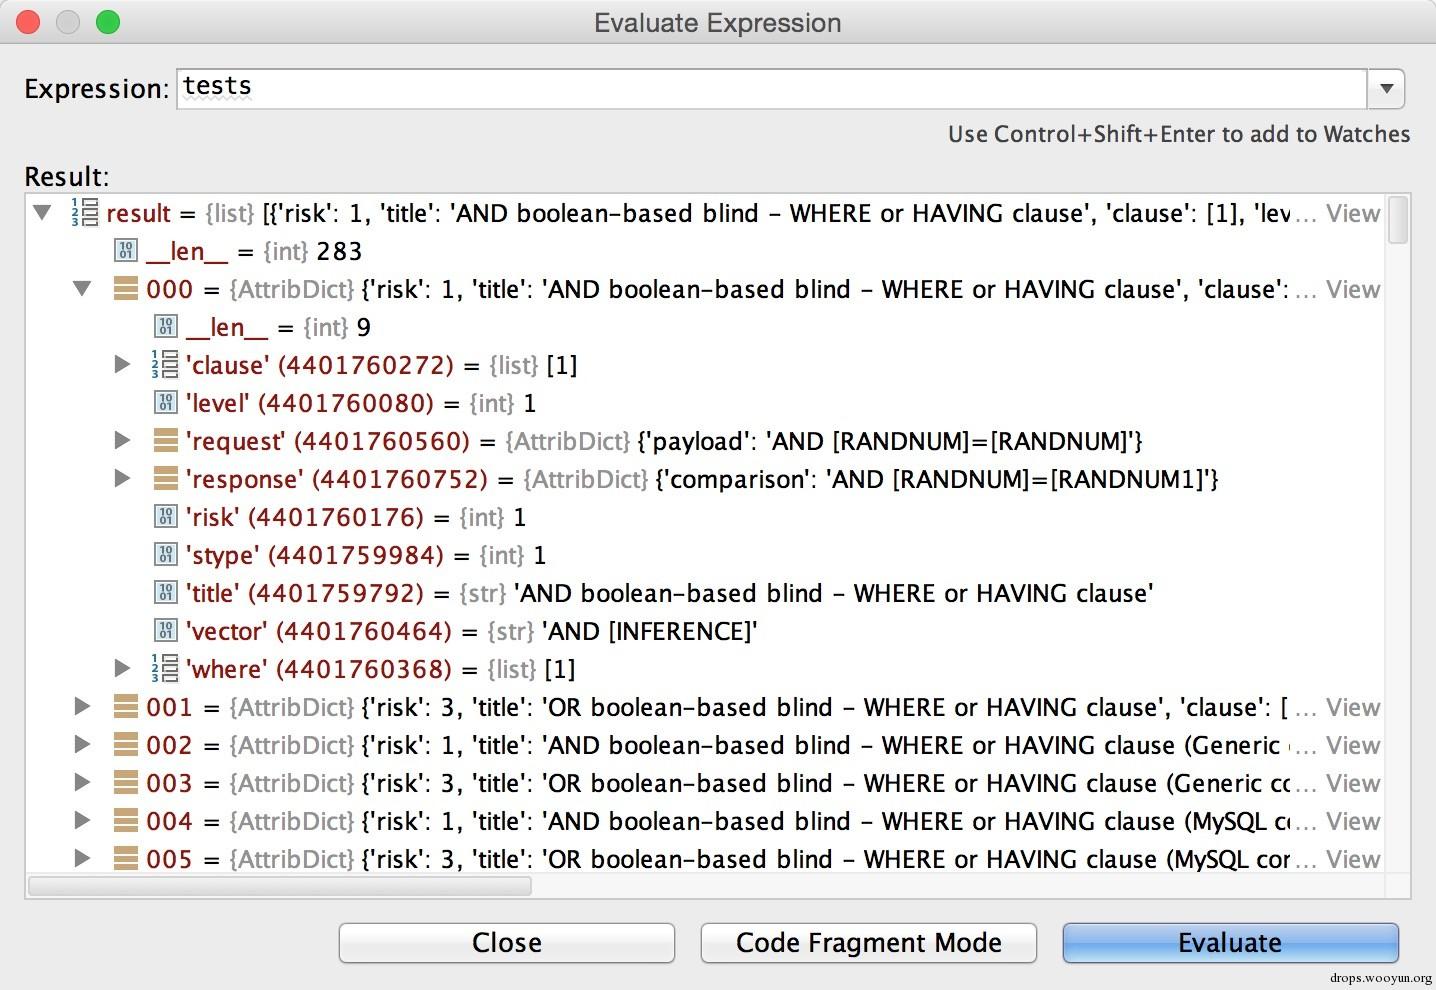 Evaluate Expression
Expression: tests
Use Control+Shift+Enter to add to Watches
Result:
result = {list} [{'risk': 1, 'title': 'AND boolean-based blind - WHERE or HAVING clause', 'clause': [1], 'lev... View
__len__ = {int} 283
000 = {AttribDict} {'risk': 1, 'title': 'AND boolean-based blind - WHERE or HAVING clause', 'clause': ... View
__len__ = {int} 9
'clause' (4401760272) = {list} [1]
'level' (4401760080) = {int} 1
'request' (4401760560) = {AttribDict} {'payload': 'AND [RANDNUM]=[RANDNUM]'}
'response' (4401760752) = {AttribDict} {'comparison': 'AND [RANDNUM]=[RANDNUM1]'}
'risk' (4401760176) = {int} 1
'stype' (4401759984) = {int} 1
'title' (4401759792) = {str} 'AND boolean-based blind - WHERE or HAVING clause'
'vector' (4401760464) = {str} 'AND [INFERENCE]'
'where' (4401760368) = {list} [1]
001 = {AttribDict} {'risk': 3, 'title': 'OR boolean-based blind - WHERE or HAVING clause', 'clause': [ ... View
002 = {AttribDict} {'risk': 1, 'title': 'AND boolean-based blind - WHERE or HAVING clause (Generic ... View
003 = {AttribDict} {'risk': 3, 'title': 'OR boolean-based blind - WHERE or HAVING clause (Generic co... View
004 = {AttribDict} {'risk': 1, 'title': 'AND boolean-based blind - WHERE or HAVING clause (MySQL co... View
005 = {AttribDict} {'risk': 3, 'title': 'OR boolean-based blind - WHERE or HAVING clause (MySQL cor... View
Close
Code Fragment Mode
Evaluate
drops.wooyun.org